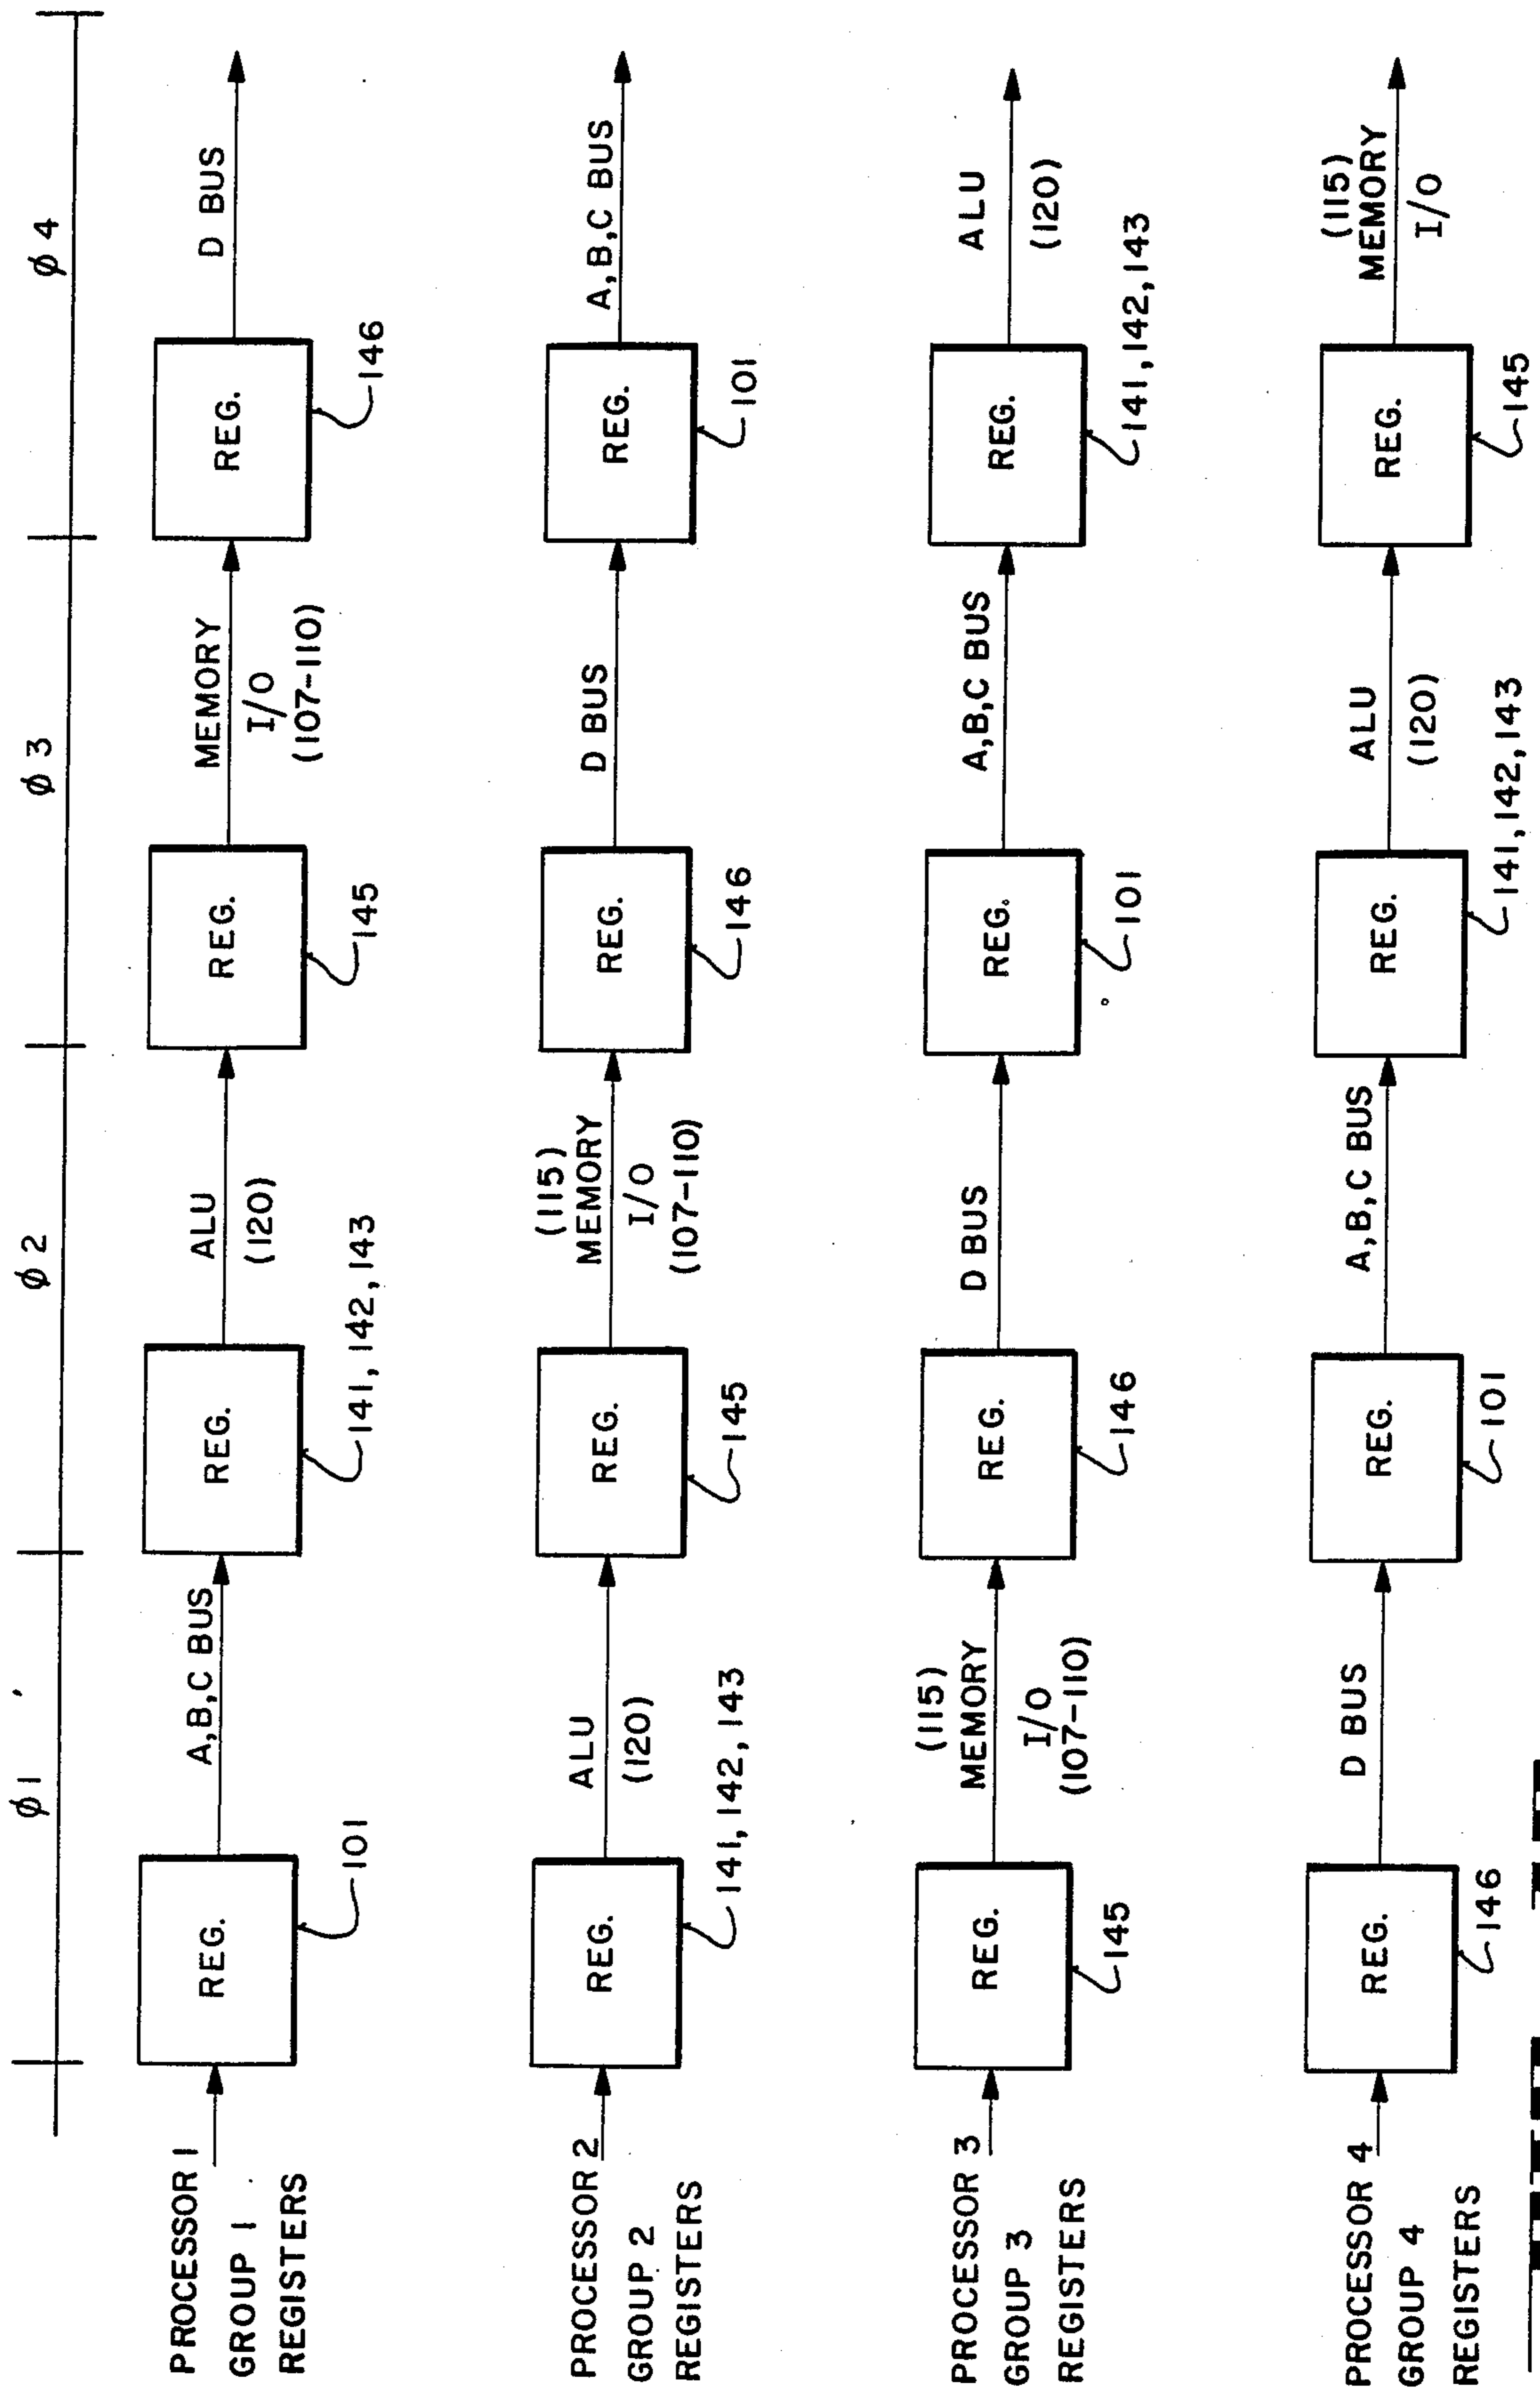 ø 1
ø 2
ø 3
ø 4
PROCESSOR 1
GROUP 1
REGISTERS
REG.
101
A,B,C BUS
REG.
141, 142, 143
ALU
(120)
REG.
145
MEMORY
I/O
(107-110)
REG.
146
D BUS
PROCESSOR 2
GROUP 2
REGISTERS
REG.
141, 142, 143
ALU
(120)
REG.
145
(115)
MEMORY
I/O
(107-110)
REG.
146
D BUS
REG.
101
A,B,C BUS
PROCESSOR 3
GROUP 3
REGISTERS
REG.
145
(115)
MEMORY
I/O
(107-110)
REG.
146
D BUS
REG.
101
A,B,C BUS
REG.
141, 142, 143
ALU
(120)
PROCESSOR 4
GROUP 4
REGISTERS
REG.
146
D BUS
REG.
101
A,B,C BUS
REG.
141, 142, 143
ALU
(120)
REG.
145
(115)
MEMORY
I/O